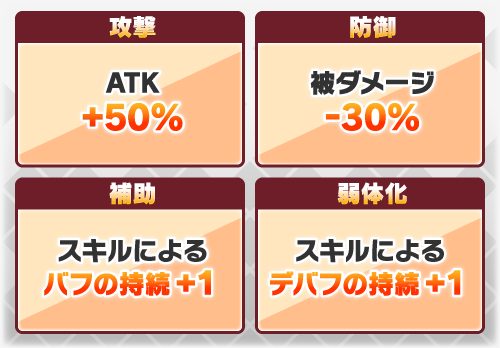 攻撃
ATK
+50%
防御
被ダメージ
-30%
補助
スキルによる
バフの持続+1
弱体化
スキルによる
デバフの持続+1